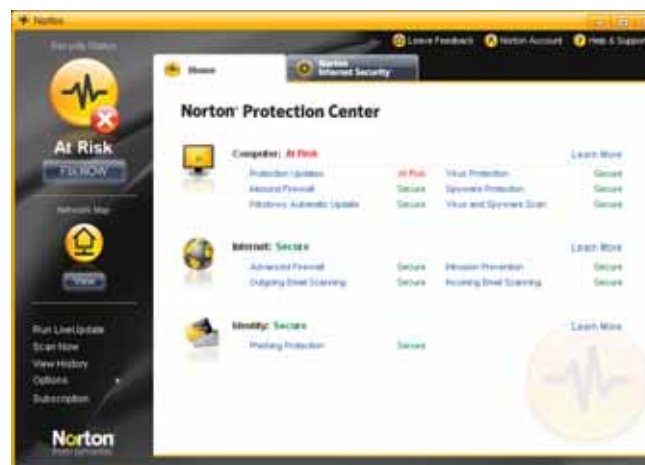 Norton
Security Status
Leave Feedback
Norton Account
Help & Support
Home
Norton
Internet Security
Norton Protection Center
At Risk
Fix NOW
Computer: At Risk
Learn More
Protection Updates At Risk Virus Protection Secure
Inbound Firewall Secure Spyware Protection Secure
Windows Automatic Update Secure Virus and Spyware Scan Secure
Network Map
View
Internet: Secure
Learn More
Advanced Firewall Secure Intrusion Prevention Secure
Outgoing Email Scanning Secure Incoming Email Scanning Secure
Identity: Secure
Learn More
Phishing Protection Secure
Run LiveUpdate
Scan Now
View History
Options
Subscription
Norton
from symantec